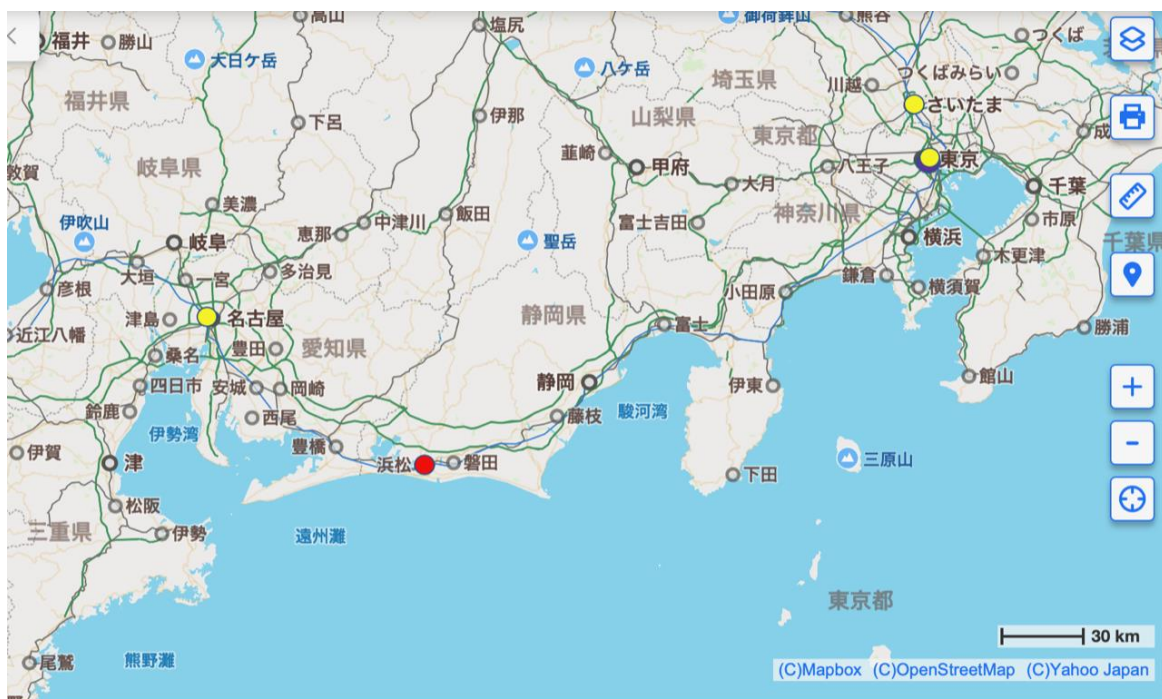 高山
塩尻
御荷鉾山
熊谷
つくば
福井
勝山
大日ケ岳
八ケ岳
埼玉県
川越
つくばみらい
福井県
さいたま
伊那
山梨県
下呂
東京都
成
韮崎
敦賀
岐阜県
甲府
八王子
東京
大月
千葉
美濃
飯田
神奈川県
伊吹山
中津川
富士吉田
市原
恵那
聖岳
横浜
千葉県
岐阜
木更津
大垣
一宮
多治見
鎌倉
彦根
小田原
横須賀
津島
名古屋
静岡県
富士
勝浦
近江八幡
豊田
愛知県
桑名
館山
四日市
安城
岡崎
静岡
伊東
鈴鹿
西尾
藤枝
駿河湾
伊勢湾
豊橋
伊賀
津
浜松
磐田
三原山
下田
松阪
三重県
伊勢
遠州灘
東京都
30 km
尾鷲
熊野灘
(C)Mapbox (C)OpenStreetMap (C)Yahoo Japan